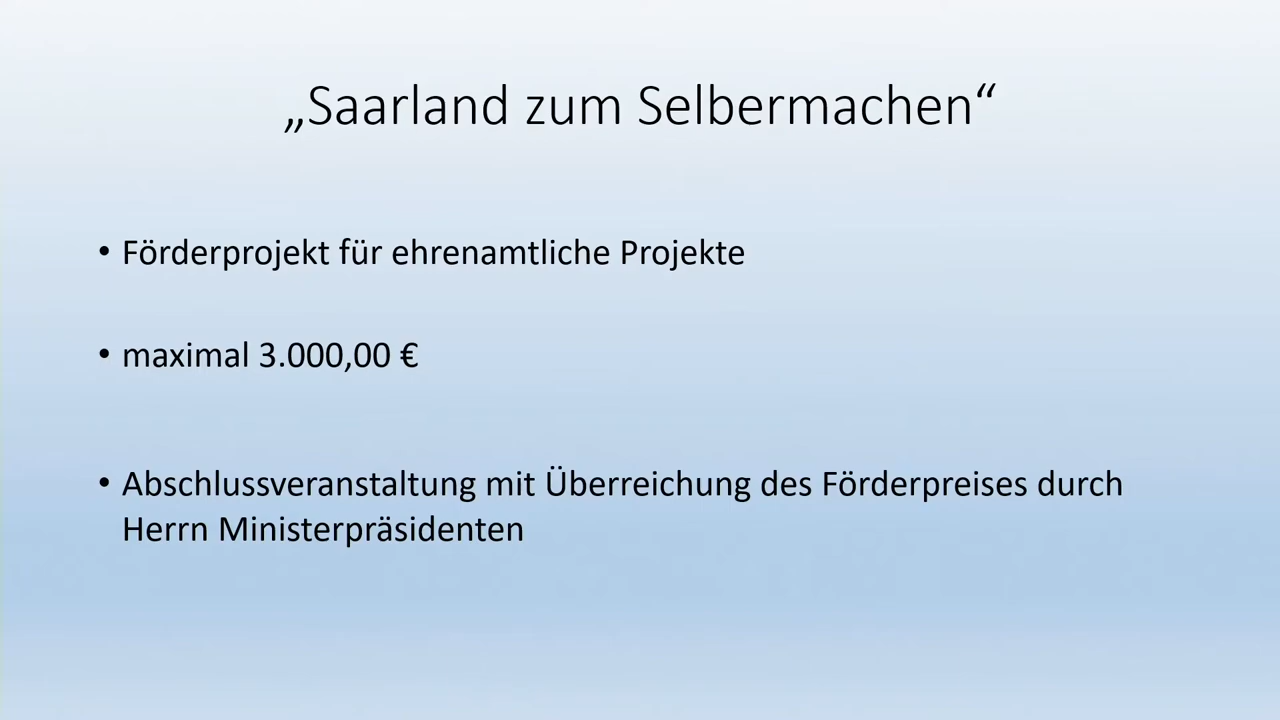 „Saarland zum Selbermachen“
• Förderprojekt für ehrenamtliche Projekte
• maximal 3.000,00 €
• Abschlussveranstaltung mit Überreichung des Förderpreises durch
Herrn Ministerpräsidenten